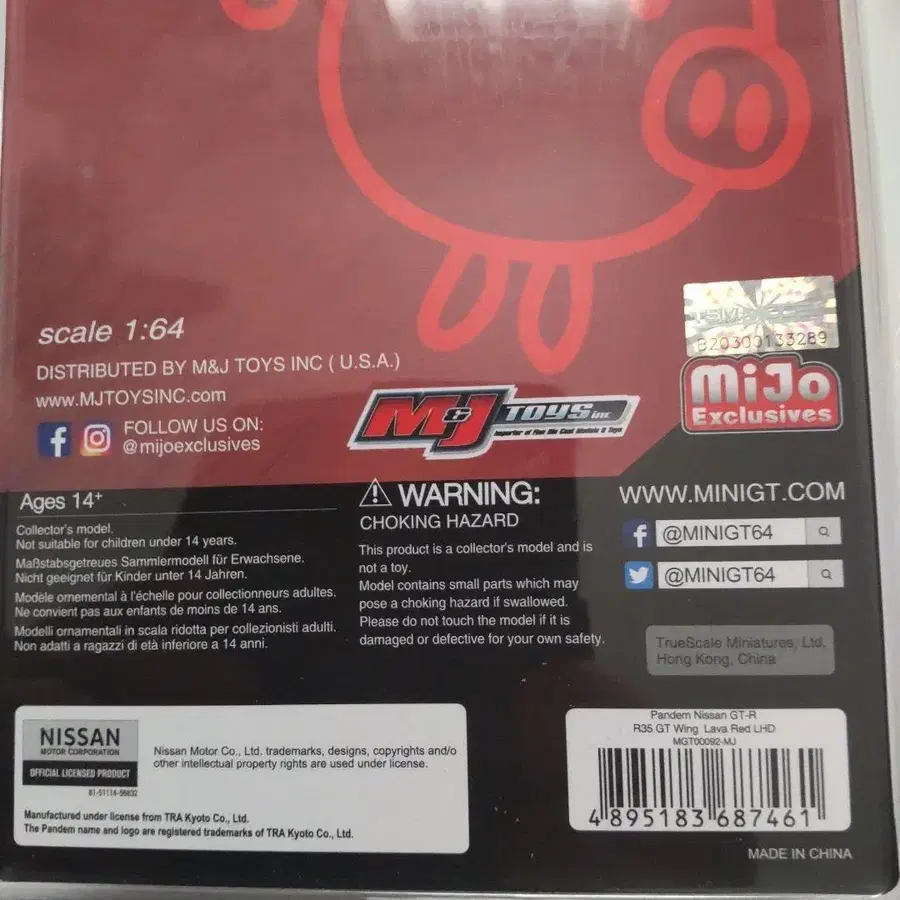 scale 1:64
DISTRIBUTED BY M&J TOYS INC ( U.S.A.)
www.MJTOYSINC.com
FOLLOW US ON:
@mijoexclusives
M&J TOYS inc
Importer of Fine Die Cast Models & Toys
B20300133289
MiJo
Exclusives
Ages 14+
Collector's model.
Not suitable for children under 14 years.
Maßstabsgetreues Sammlermodell für Erwachsene.
Nicht geeignet für Kinder unter 14 Jahren.
Modèle ornemental à l'échelle pour collectionneurs adultes.
Ne convient pas aux enfants de moins de 14 ans.
Modelli ornamentali in scala ridotta per collezionisti adulti.
Non adatti a ragazzi di età inferiore a 14 anni.
WARNING:
CHOKING HAZARD
This product is a collector's model and is
not a toy.
Model contains small parts which may
pose a choking hazard if swallowed.
Please do not touch the model if it is
damaged or defective for your own safety.
WWW.MINIGT.COM
@MINIGT64
@MINIGT64
TrueScale Miniatures, Ltd.
Hong Kong, China
NISSAN
MOTOR CORPORATION
OFFICIAL LICENSED PRODUCT
Nissan Motor Co., Ltd. trademarks, designs, copyrights and/o
other intellectual property rights are used under license.
Manufactured under license from TRA Kyoto Co., Ltd.
The Pandem name and logo are registered trademarks of TRA Kyoto Co., Ltd.
Pandem Nissan GT-R
R35 GT Wing Lava Red LHD
MGT00092-MJ
4 895183 687461
MADE IN CHINA